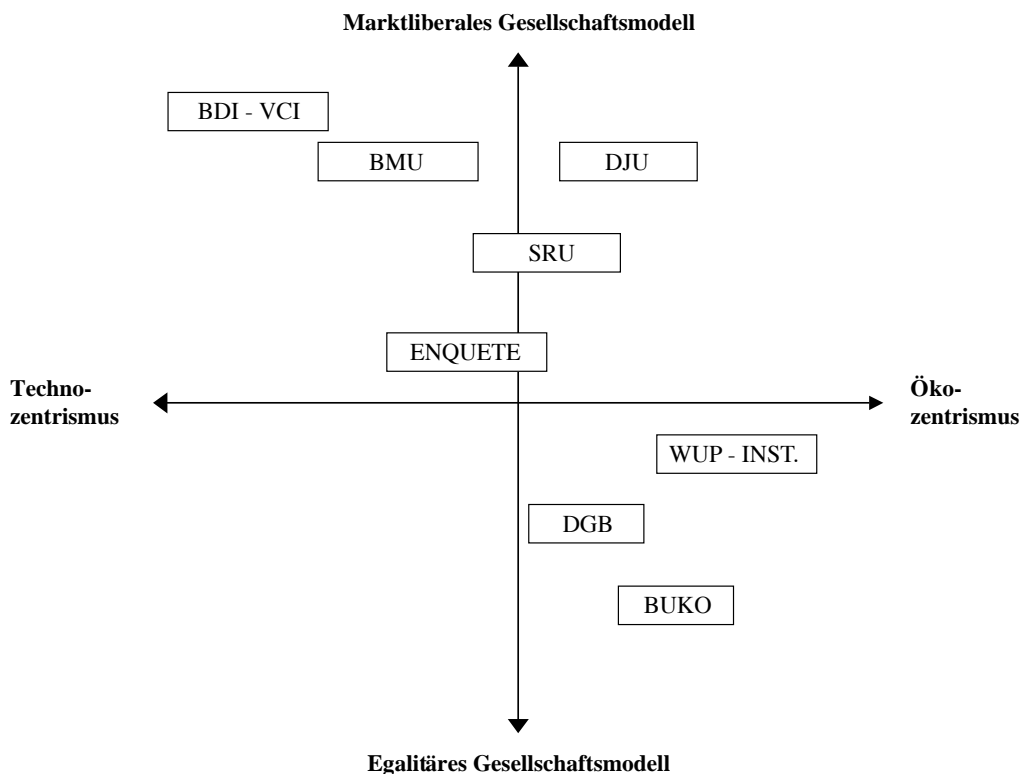 Marktliberales Gesellschaftsmodell
BDI - VCI
BMU
DJU
SRU
ENQUETE
Techno-
zentrismus
Öko-
zentrismus
WUP - INST.
DGB
BUKO
Egalitäres Gesellschaftsmodell